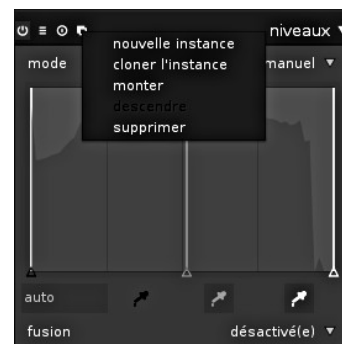 niveaux
nouvelle instance
cloner l'instance
monter
descendre
supprimer
mode
manuel
auto
fusion
désactivé(e)